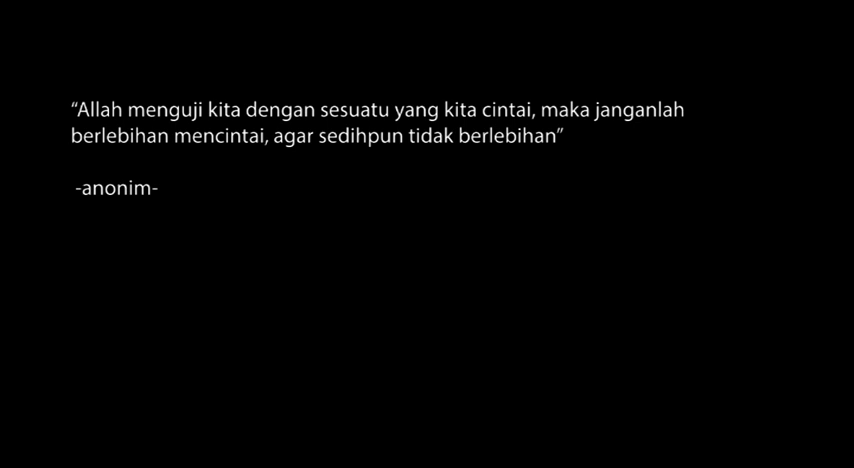 “Allah menguji kita dengan sesuatu yang kita cintai, maka janganlah
berlebihan mencintai, agar sedihpun tidak berlebihan”
-anonim-